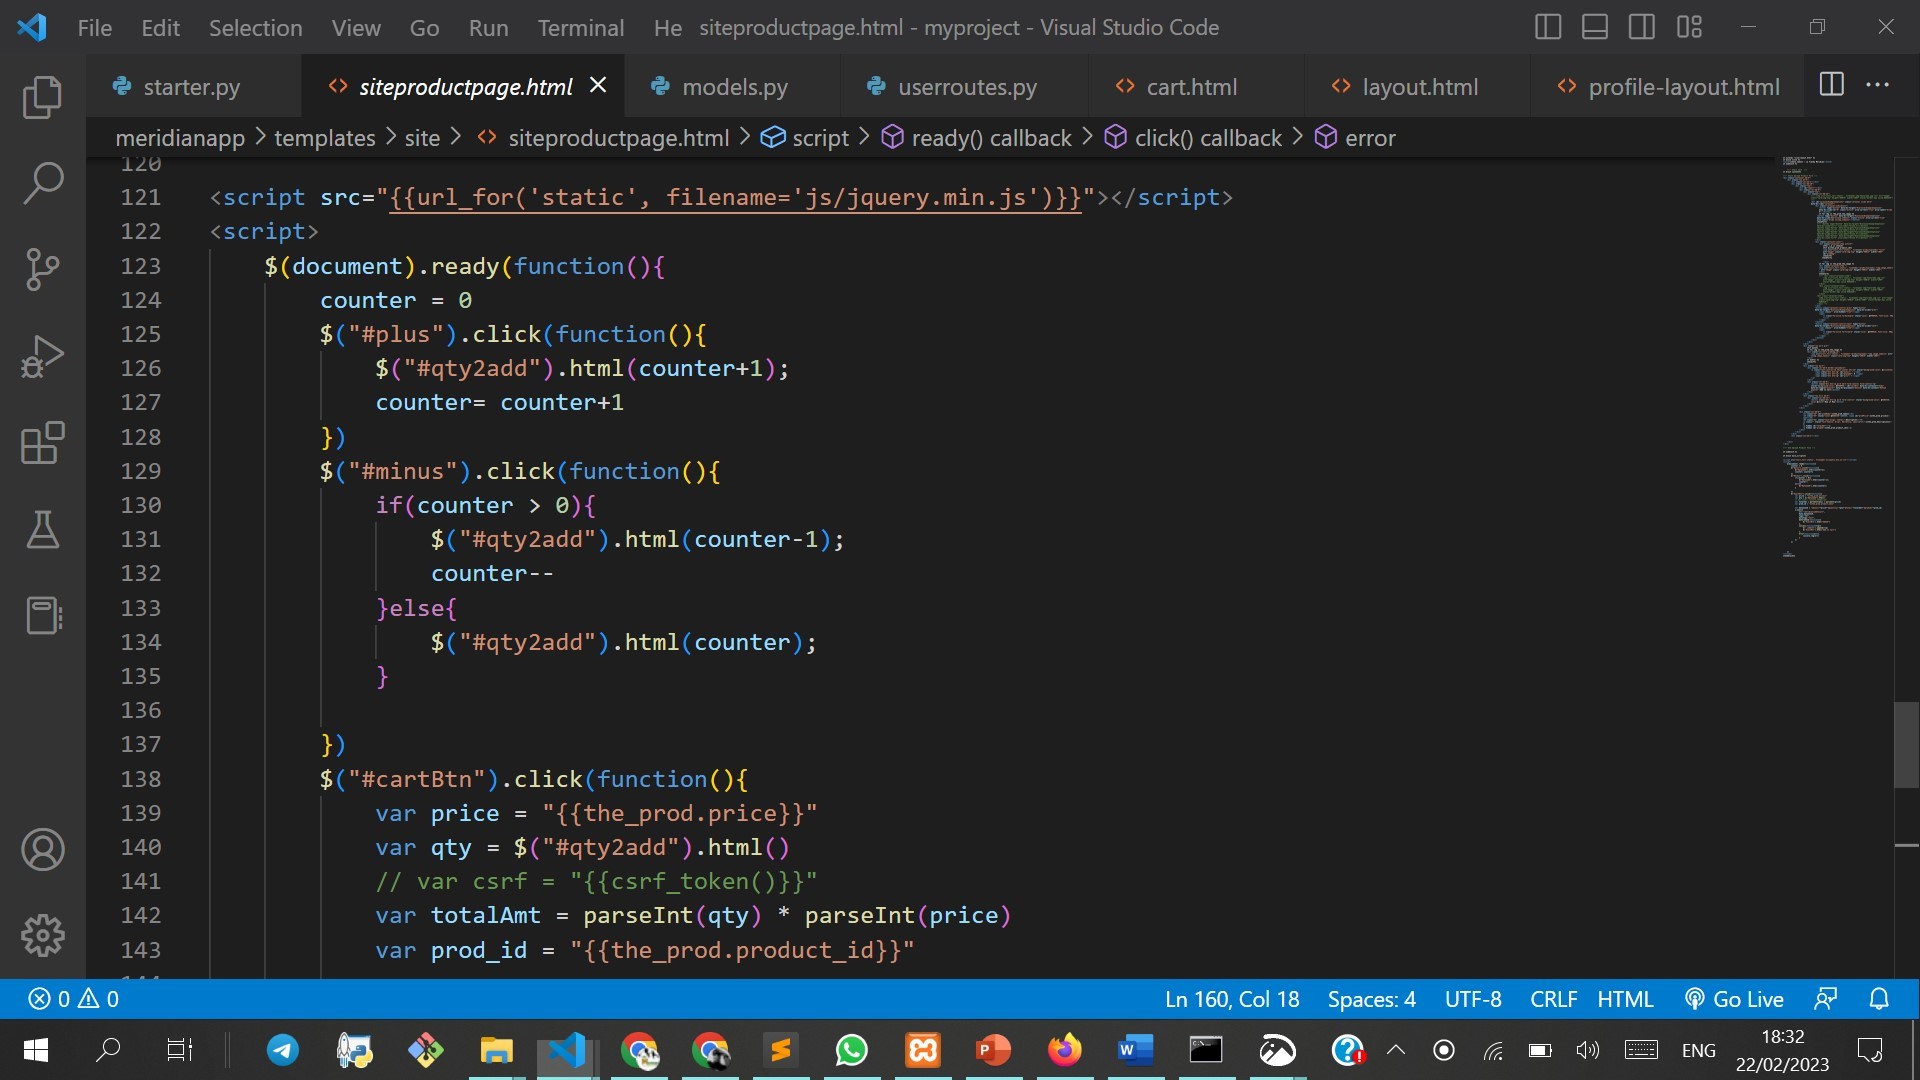 File Edit Selection View Go Run Terminal He siteproductpage.html - myproject - Visual Studio Code
starter.py siteproductpage.html models.py userroutes.py cart.html layout.html profile-layout.html
meridianapp > templates > site > siteproductpage.html > script > ready() callback > click() callback > error
120
121 <script src="{{url_for('static', filename='js/jquery.min.js')}}"></script>
122 <script>
123 $(document).ready(function(){
124 counter = 0
125 $("#plus").click(function(){
126 $("#qty2add").html(counter+1);
127 counter= counter+1
128 })
129 $("#minus").click(function(){
130 if(counter > 0){
131 $("#qty2add").html(counter-1);
132 counter--
133 }else{
134 $("#qty2add").html(counter);
135 }
136
137 })
138 $("#cartBtn").click(function(){
139 var price = "{{the_prod.price}}"
140 var qty = $("#qty2add").html()
141 // var csrf = "{{csrf_token()}}"
142 var totalAmt = parseInt(qty) * parseInt(price)
143 var prod_id = "{{the_prod.product_id}}"
0 0 Ln 160, Col 18 Spaces: 4 UTF-8 CRLF HTML Go Live
ENG 18:32
22/02/2023